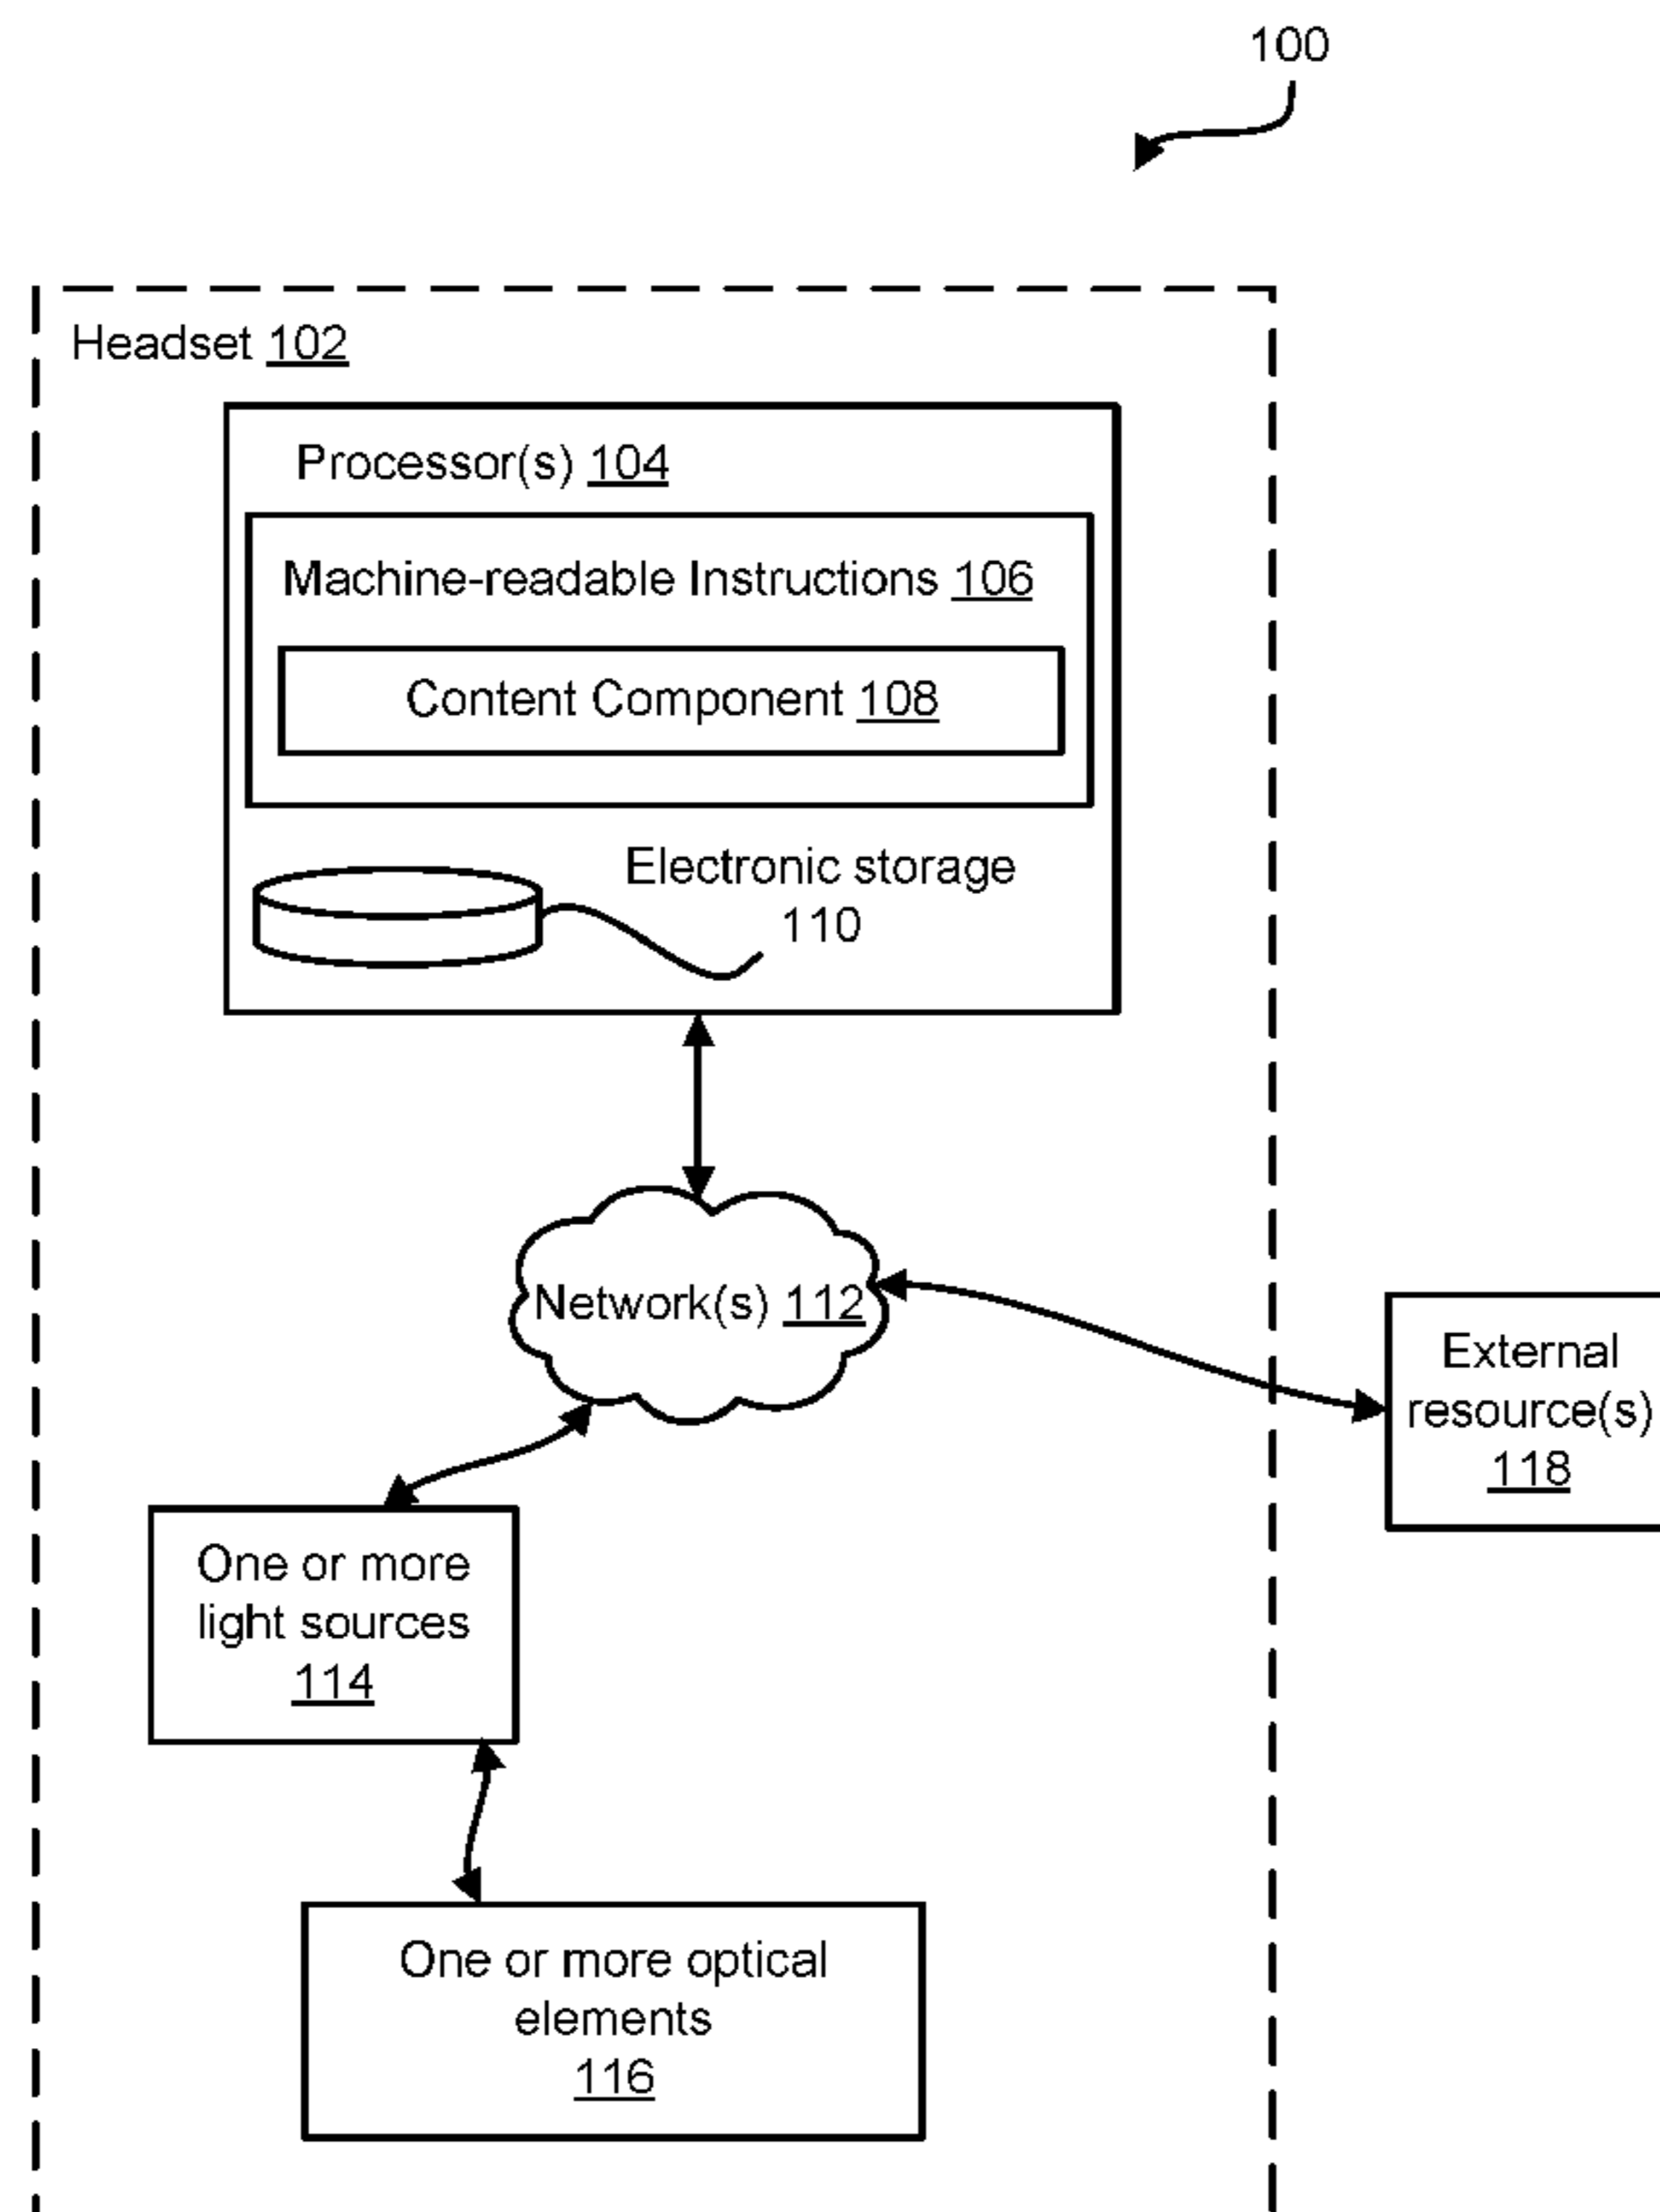 100
Headset 102
Processor(s) 104
Machine-readable Instructions 106
Content Component 108
Electronic storage
110
Network(s) 112
External
resource(s)
118
One or more
light sources
114
One or more optical
elements
116